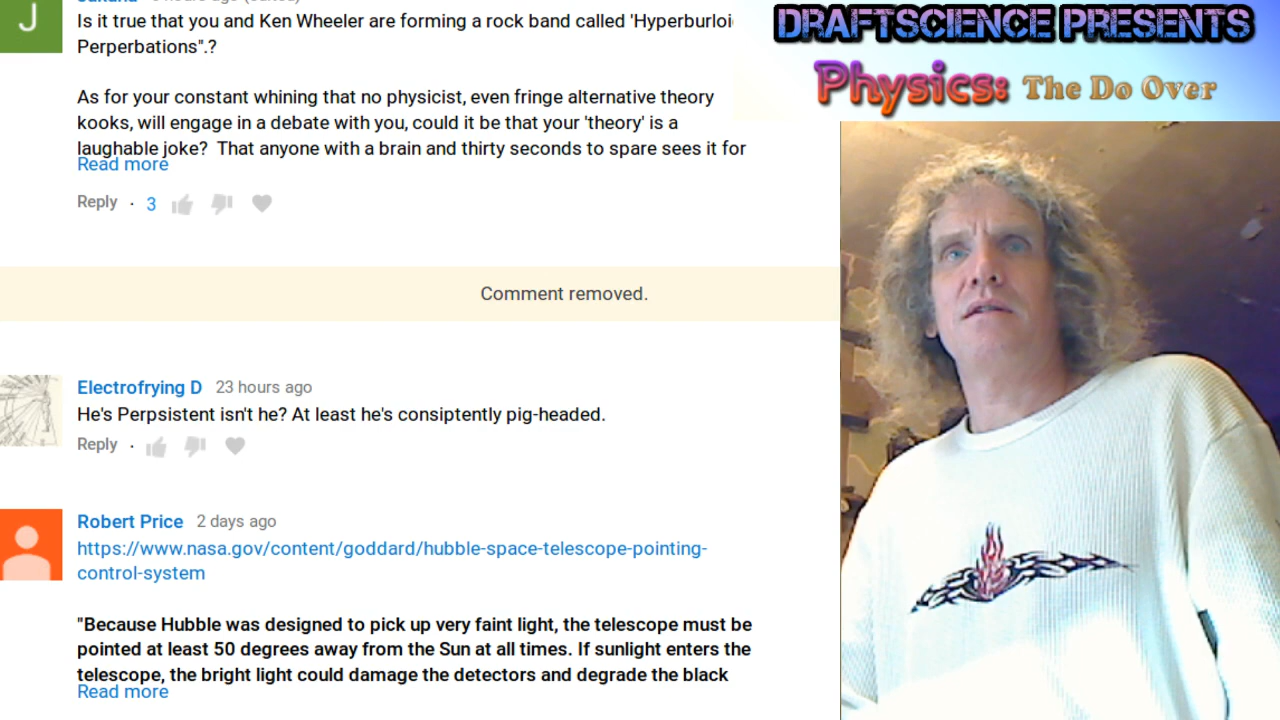 Is it true that you and Ken Wheeler are forming a rock band called 'Hyperburloi
Perperbations".?
As for your constant whining that no physicist, even fringe alternative theory
kooks, will engage in a debate with you, could it be that your 'theory' is a
laughable joke?  That anyone with a brain and thirty seconds to spare sees it for
Read more
Reply · 3
Comment removed.
Electrofrying D 23 hours ago
He's Perpsistent isn't he? At least he's consiptently pig-headed.
Reply ·
Robert Price 2 days ago
https://www.nasa.gov/content/goddard/hubble-space-telescope-pointing-
control-system
"Because Hubble was designed to pick up very faint light, the telescope must be
pointed at least 50 degrees away from the Sun at all times. If sunlight enters the
telescope, the bright light could damage the detectors and degrade the black
Read more
J
DRAFTSCIENCE PRESENTS
Physics: The Do Over